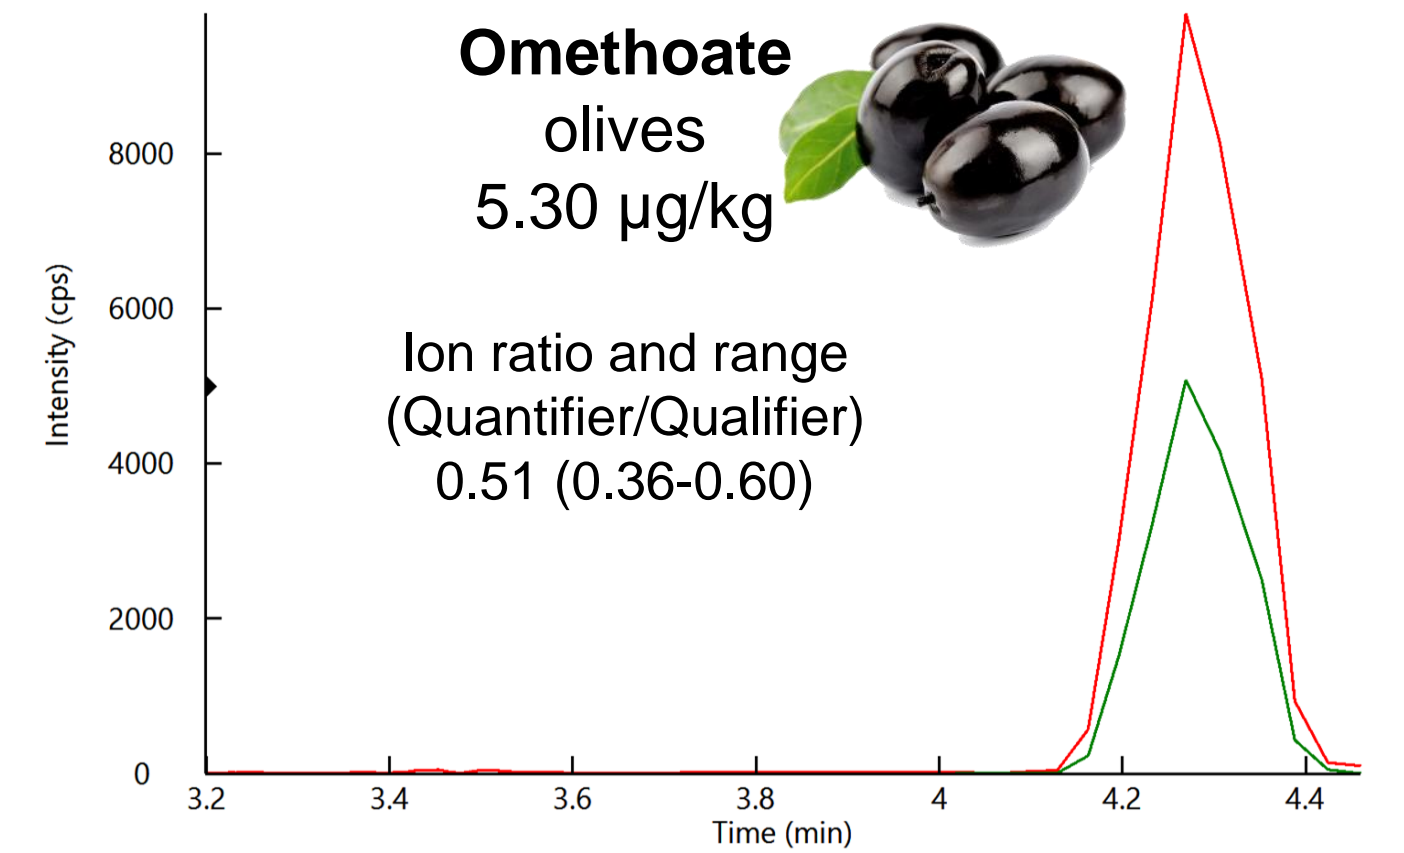 Omethoate
olives
5.30 µg/kg
Ion ratio and range
(Quantifier/Qualifier)
0.51 (0.36-0.60)
Intensity (cps)
8000
6000
4000
2000
0
3.2 3.4 3.6 3.8 4 4.2 4.4
Time (min)